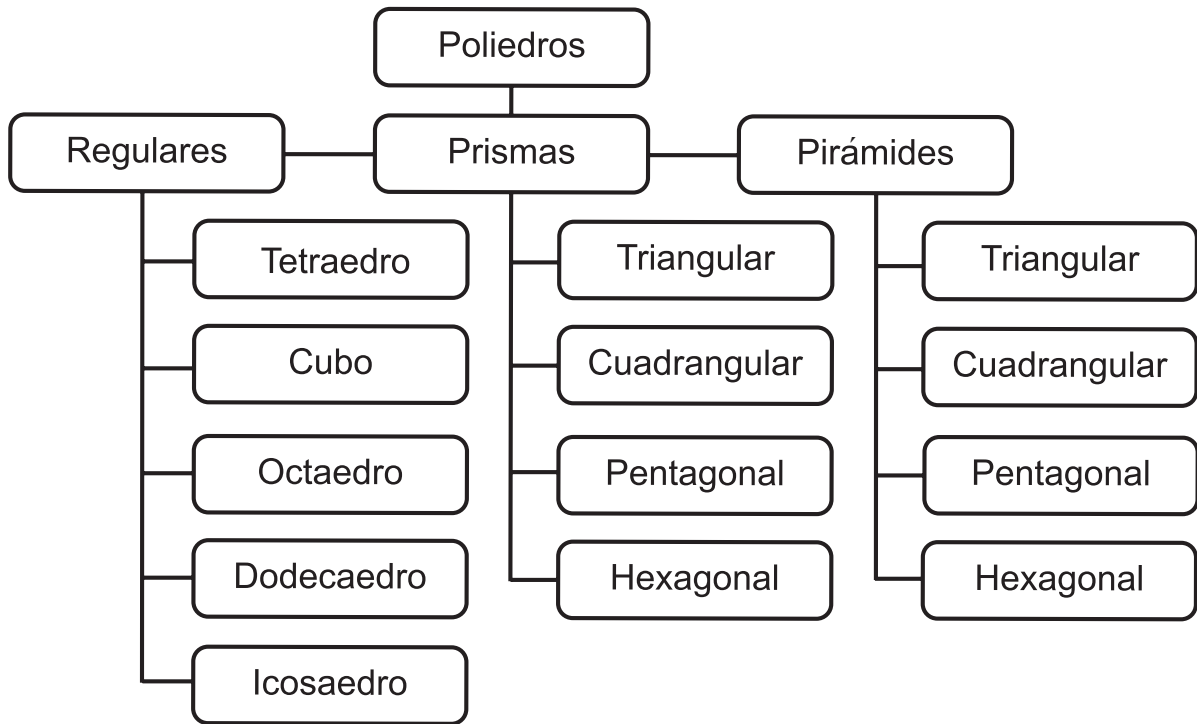 Poliedros
Regulares
Prismas
Pirámides
Tetraedro
Cubo
Octaedro
Dodecaedro
Icosaedro
Triangular
Cuadrangular
Pentagonal
Hexagonal
Triangular
Cuadrangular
Pentagonal
Hexagonal